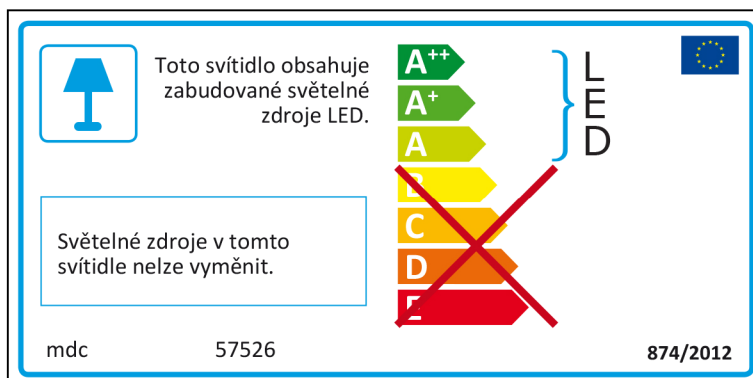 Toto svítidlo obsahuje
zabudované světelné
zdroje LED.
A++
A+
A
B
C
D
E
L
E
D
Světelné zdroje v tomto
svítidle nelze vyměnit.
mdc 57526
874/2012